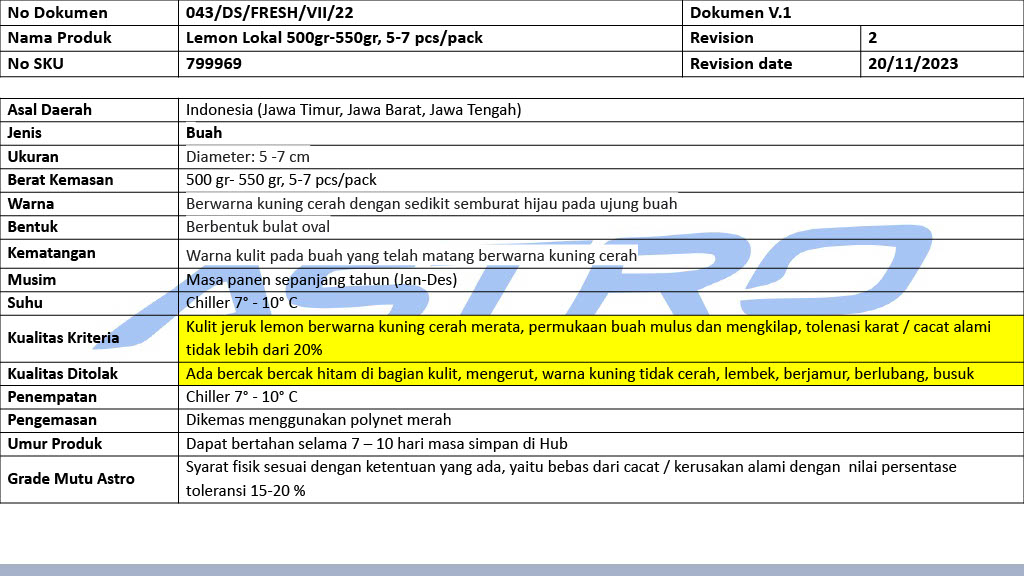 No Dokumen 043/DS/FRESH/VII/22 Dokumen V.1
Nama Produk Lemon Lokal 500gr-550gr, 5-7 pcs/pack Revision 2
No SKU 799969 Revision date 20/11/2023
Asal Daerah Indonesia (Jawa Timur, Jawa Barat, Jawa Tengah)
Jenis Buah
Ukuran Diameter: 5 -7 cm
Berat Kemasan 500 gr- 550 gr, 5-7 pcs/pack
Warna Berwarna kuning cerah dengan sedikit semburat hijau pada ujung buah
Bentuk Berbentuk bulat oval
Kematangan Warna kulit pada buah yang telah matang berwarna kuning cerah
Musim Masa panen sepanjang tahun (Jan-Des)
Suhu Chiller 7° - 10° C
Kualitas Kriteria Kulit jeruk lemon berwarna kuning cerah merata, permukaan buah mulus dan mengkilap, tolenasi karat / cacat alami
tidak lebih dari 20%
Kualitas Ditolak Ada bercak bercak hitam di bagian kulit, mengerut, warna kuning tidak cerah, lembek, berjamur, berlubang, busuk
Penempatan Chiller 7° - 10° C
Pengemasan Dikemas menggunakan polynet merah
Umur Produk Dapat bertahan selama 7 – 10 hari masa simpan di Hub
Grade Mutu Astro Syarat fisik sesuai dengan ketentuan yang ada, yaitu bebas dari cacat / kerusakan alami dengan  nilai persentase
toleransi 15-20 %
ASTRO